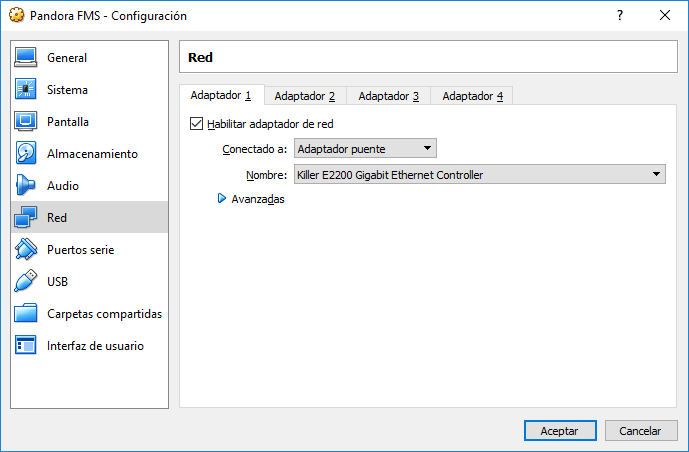 Pandora FMS - Configuración
General
Sistema
Pantalla
Almacenamiento
Audio
Red
Puertos serie
USB
Carpetas compartidas
Interfaz de usuario
Red
Adaptador 1 Adaptador 2 Adaptador 3 Adaptador 4
Habilitar adaptador de red
Conectado a: Adaptador puente
Nombre: Killer E2200 Gigabit Ethernet Controller
Avanzadas
Aceptar Cancelar